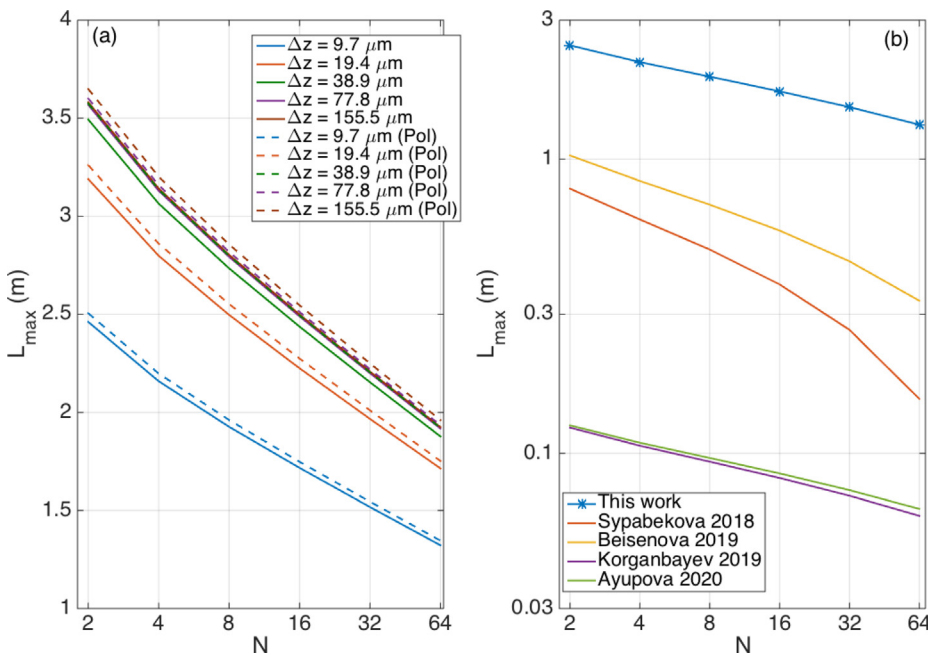 (a)
L_max (m)
4
3.5
3
2.5
2
1.5
1
Δz = 9.7 μm
Δz = 19.4 μm
Δz = 38.9 μm
Δz = 77.8 μm
Δz = 155.5 μm
Δz = 9.7 μm (Pol)
Δz = 19.4 μm (Pol)
Δz = 38.9 μm (Pol)
Δz = 77.8 μm (Pol)
Δz = 155.5 μm (Pol)
2 4 8 16 32 64
N
(b)
L_max (m)
3
1
0.3
0.1
0.03
This work
Sypabekova 2018
Beisenova 2019
Korganbayev 2019
Ayupova 2020
2 4 8 16 32 64
N